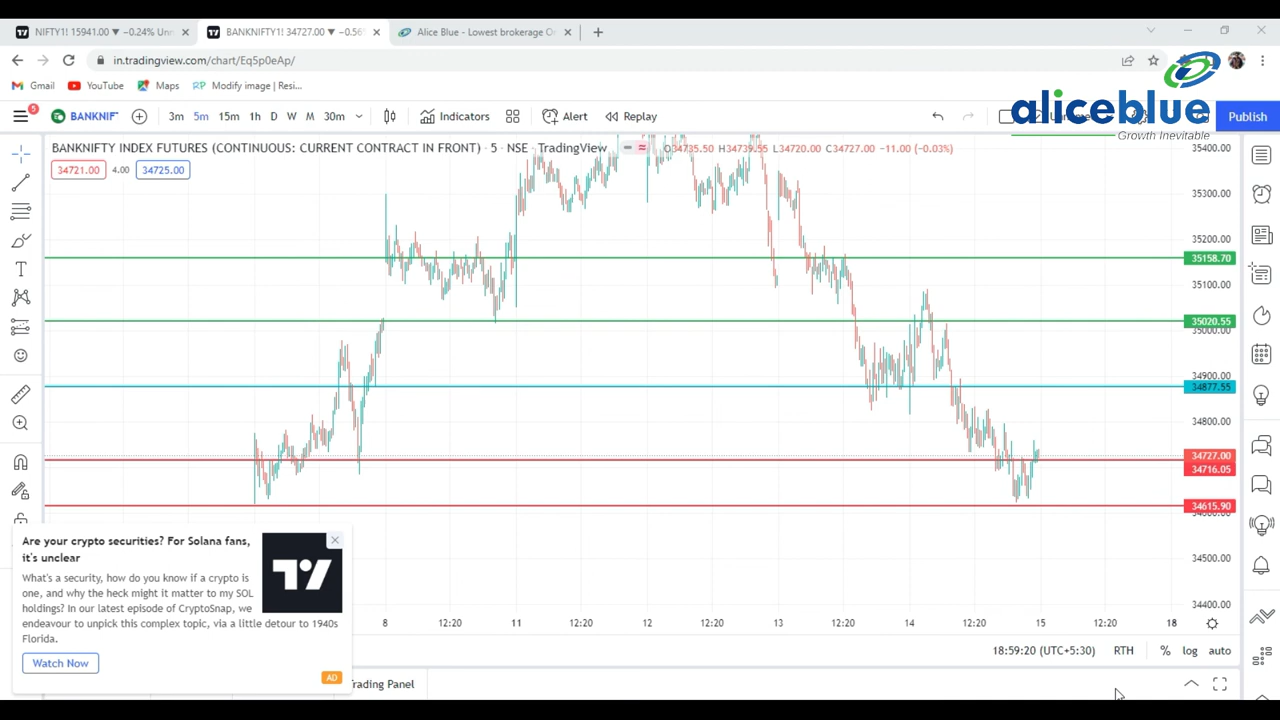 NIFTY1! 15941.00 ▼ −0.24% Unn
BANKNIFTY1! 34727.00 ▼ −0.56%
Alice Blue - Lowest brokerage O
in.tradingview.com/chart/Eq5p0eAp/
Gmail
YouTube
Maps
RP Modify image | Resi...
aliceblue
Growth Inevitable
5
BANKNIF
3m 5m 15m 1h D W M 30m
Indicators
Alert
Replay
Publish
BANKNIFTY INDEX FUTURES (CONTINUOUS: CURRENT CONTRACT IN FRONT) · 5 · NSE · TradingView
O34735.50 H34739.55 L34720.00 C34727.00 −11.00 (−0.03%)
34721.00 4.00 34725.00
35400.00
35300.00
35200.00
35158.70
35100.00
35020.55
35000.00
34900.00
34877.55
34800.00
34727.00
34716.05
34615.90
34500.00
34400.00
Are your crypto securities? For Solana fans,
it's unclear
What's a security, how do you know if a crypto is
one, and why the heck might it matter to my SOL
holdings? In our latest episode of CryptoSnap, we
endeavour to unpick this complex topic, via a little detour to 1940s
Florida.
Watch Now
AD
8 12:20 11 12:20 12 12:20 13 12:20 14 12:20 15 12:20 18
18:59:20 (UTC+5:30) RTH % log auto
Trading Panel